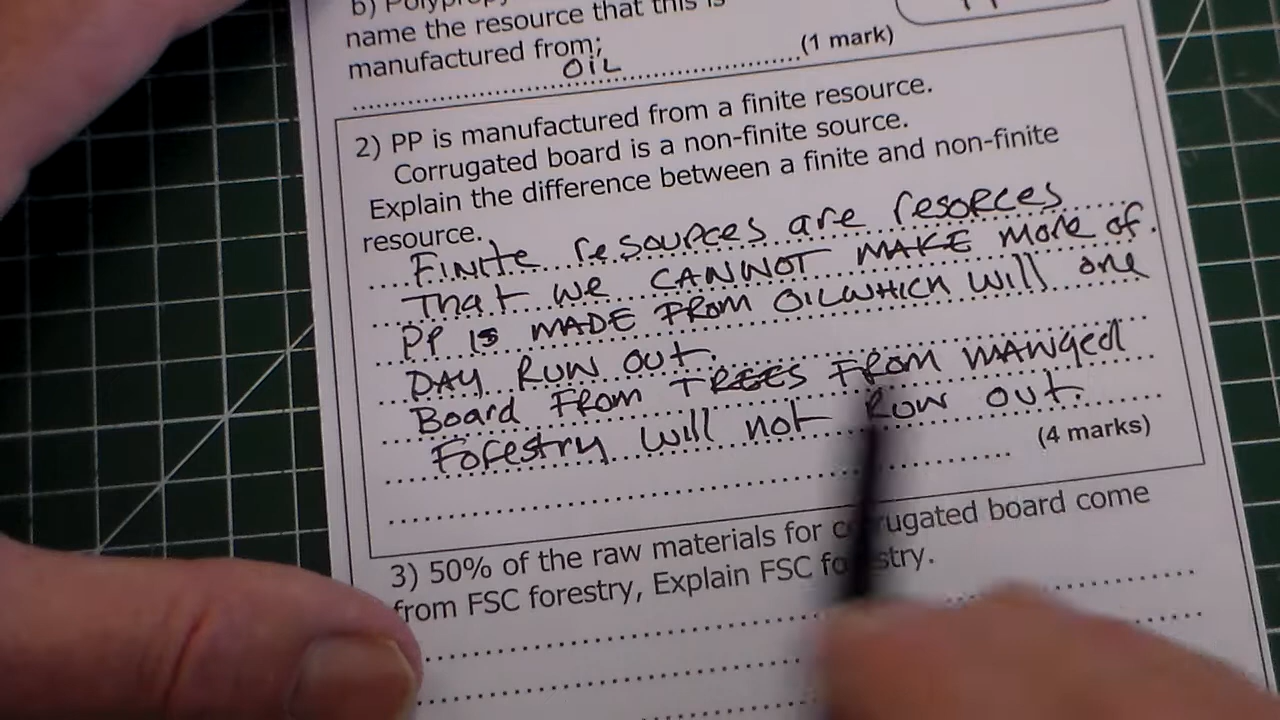 b) Polyprop
name the resource that this is
manufactured from;
OIL
(1 mark)
2) PP is manufactured from a finite resource.
Corrugated board is a non-finite source.
Explain the difference between a finite and non-finite
resource.
FINITE resources are resorces
That we CANNOT MAKE more of.
PP is MADE FROM OIL WHICH will one
DAY RUN OUT.
Board FROM TREES FROM MANGED
Forestry will not RUN OUT.
(4 marks)
3) 50% of the raw materials for corrugated board come
from FSC forestry, Explain FSC forestry.